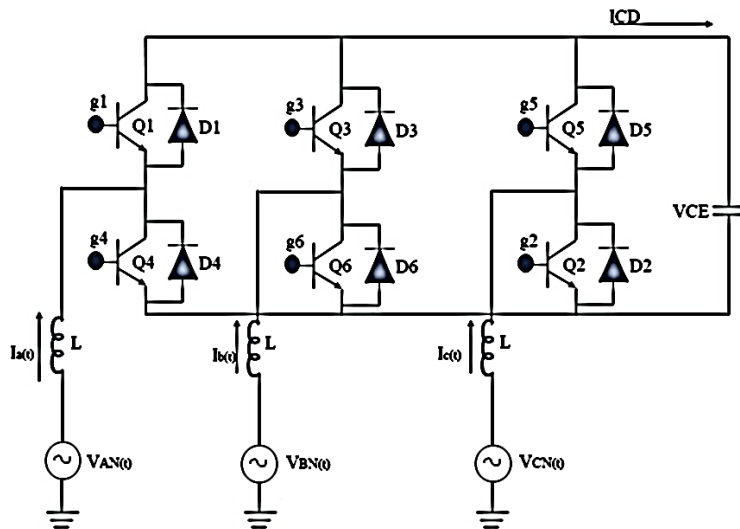 ICD
g1
Q1
D1
g3
Q3
D3
g5
Q5
D5
VCE
g4
Q4
D4
g6
Q6
D6
g2
Q2
D2
Ia(t)
L
Ib(t)
L
Ic(t)
L
VAN(t)
VBN(t)
VCN(t)